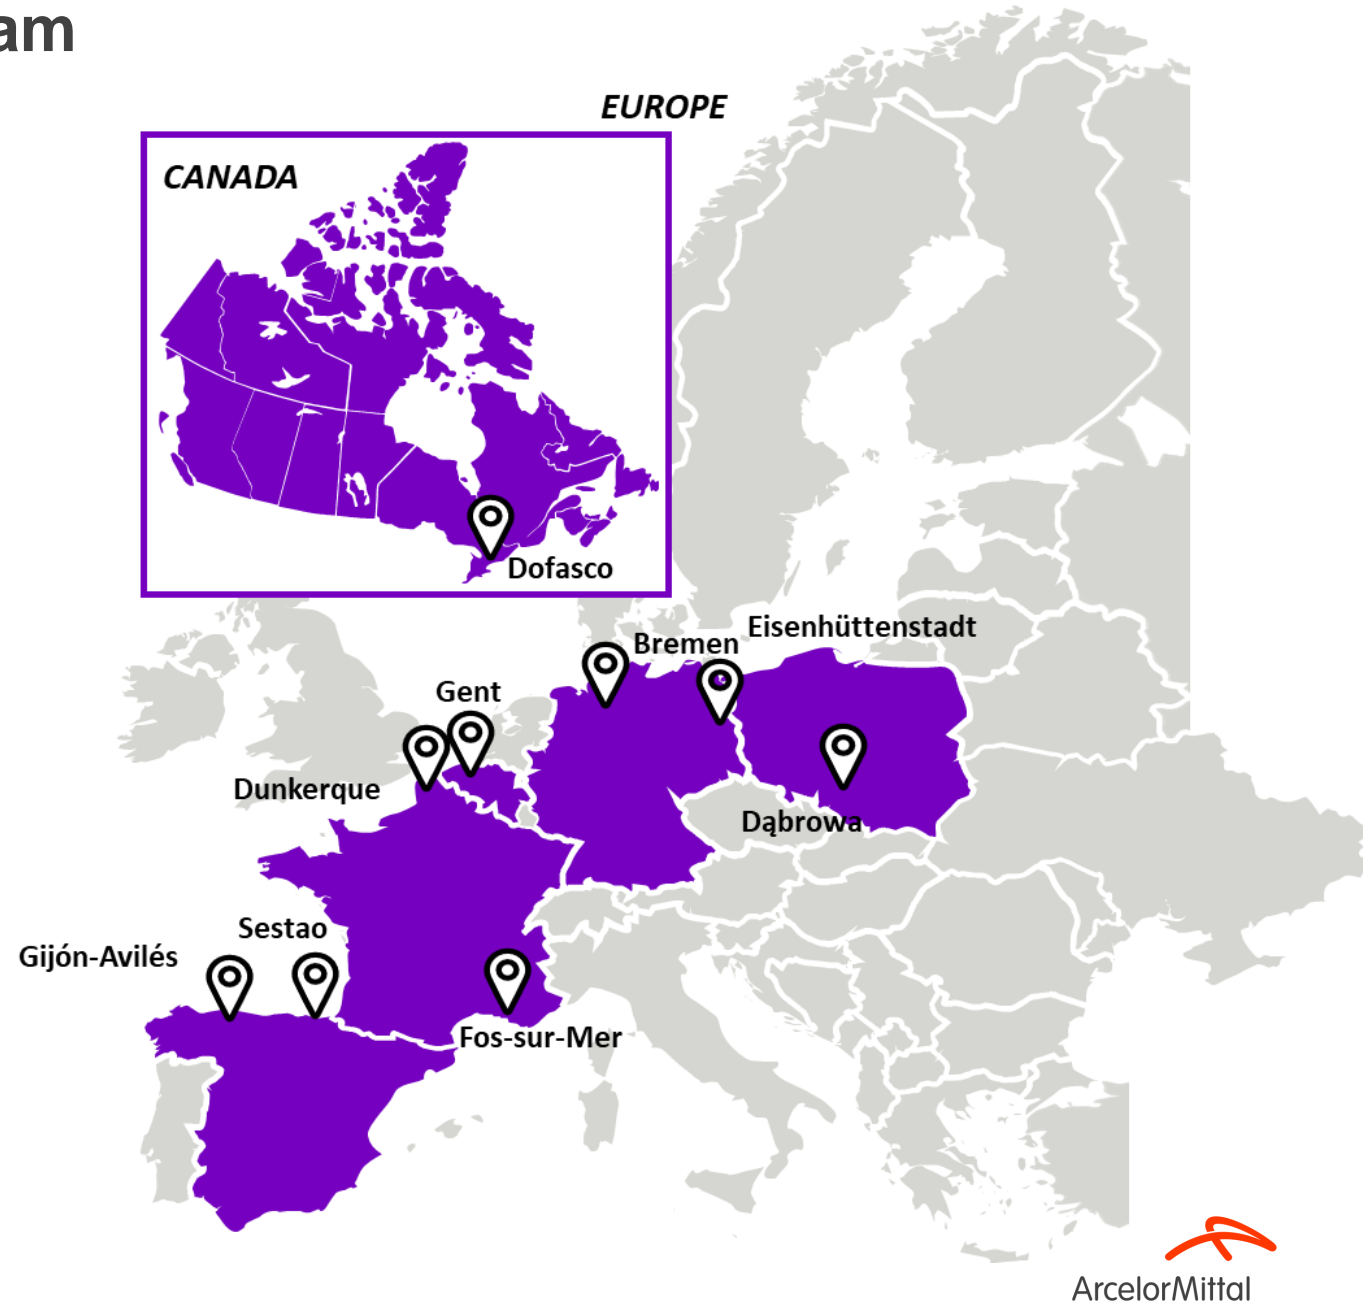 am
EUROPE
CANADA
Dofasco
Eisenhüttenstadt
Bremen
Gent
Dunkerque
Dąbrowa
Sestao
Gijón-Avilés
Fos-sur-Mer
ArcelorMittal